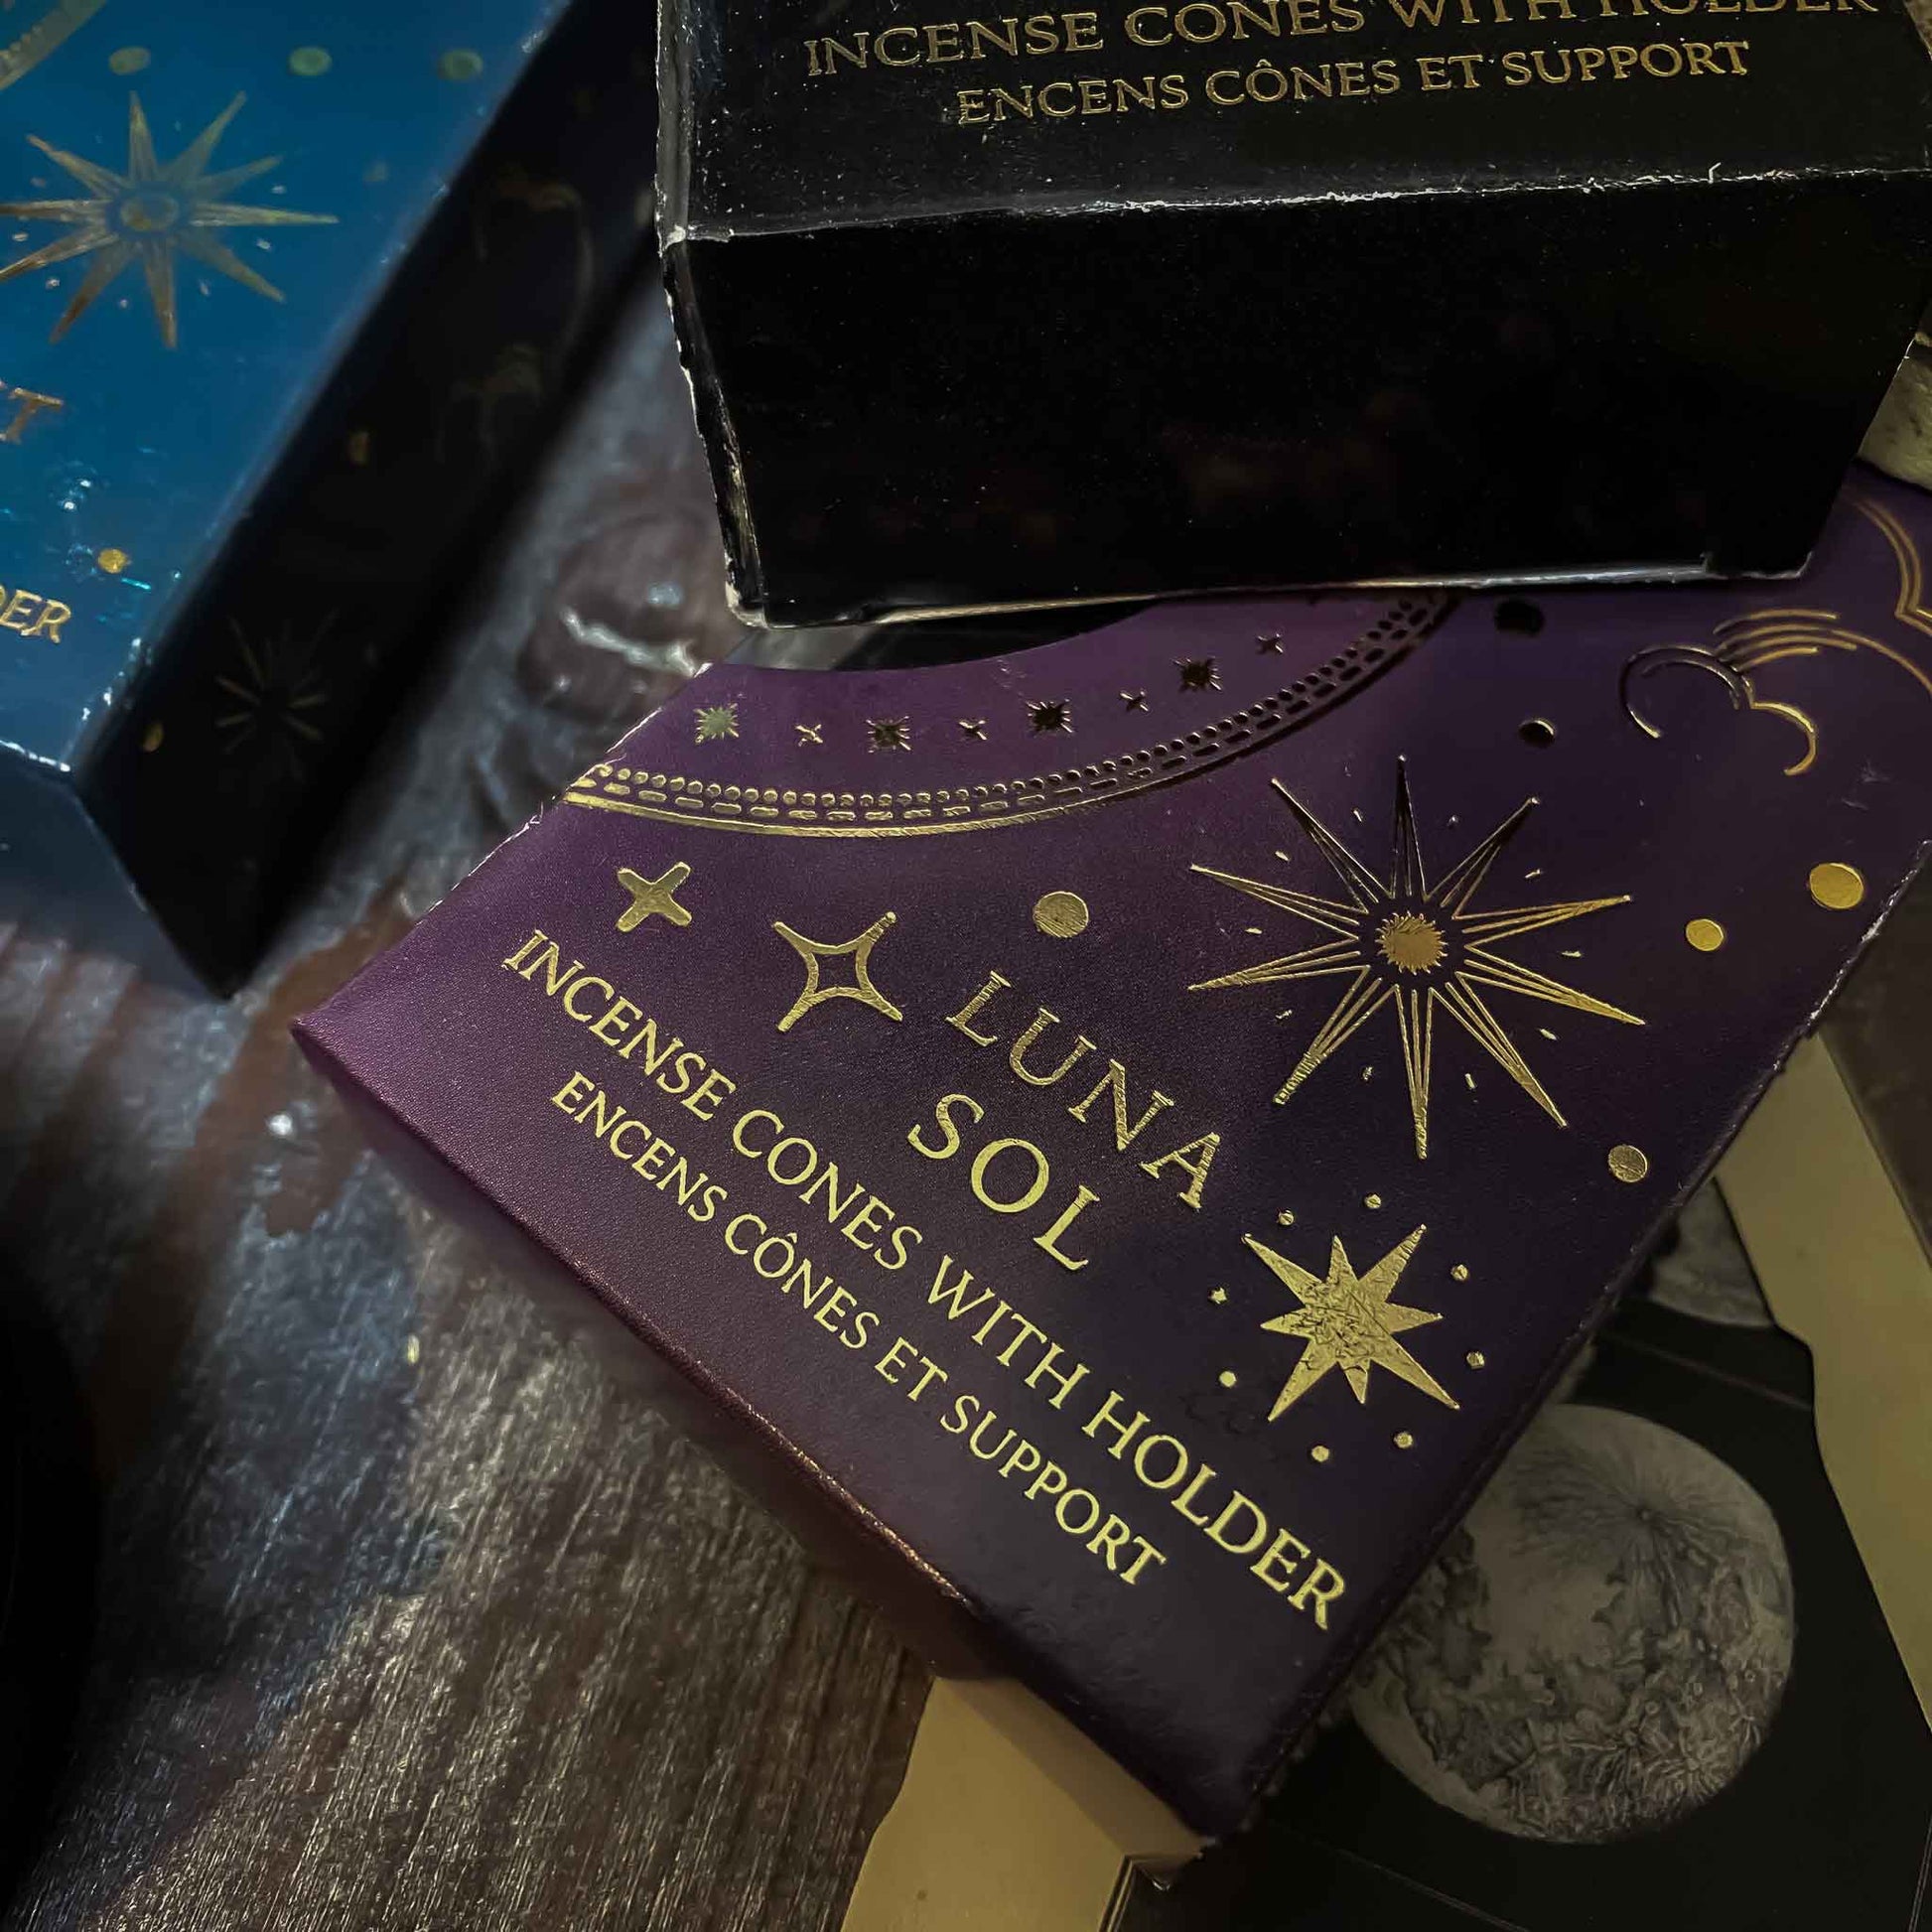 INCENSE CONES WITH HOLDER
ENCENS CÔNES ET SUPPORT
LUNA
SOL
INCENSE CONES WITH HOLDER
ENCENS CÔNES ET SUPPORT